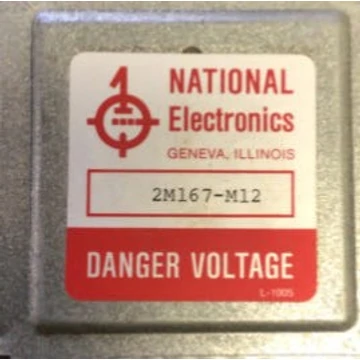 NATIONAL
Electronics
GENEVA, ILLINOIS
2M167-M12
DANGER VOLTAGE
L-1005